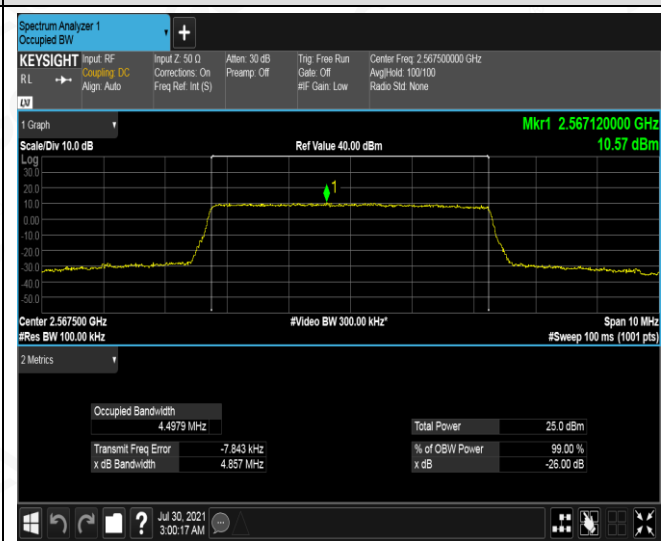 Spectrum Analyzer 1
Occupied BW
+
KEYSIGHT
RL
LXI
Input: RF
Coupling: DC
Align: Auto
Input Z: 50 Ω
Corrections: On
Freq Ref: Int (S)
Atten: 30 dB
Preamp: Off
Trig: Free Run
Gate: Off
#IF Gain: Low
Center Freq: 2.567500000 GHz
Avg|Hold: 100/100
Radio Std: None
1 Graph
Mkr1 2.567120000 GHz
10.57 dBm
Scale/Div 10.0 dB
Ref Value 40.00 dBm
Log
30.0
20.0
10.0
0.00
-10.0
-20.0
-30.0
-40.0
-50.0
1
Center 2.567500 GHz
#Video BW 300.00 kHz*
Span 10 MHz
#Res BW 100.00 kHz
#Sweep 100 ms (1001 pts)
2 Metrics
Occupied Bandwidth
4.4979 MHz
Total Power 25.0 dBm
Transmit Freq Error -7.843 kHz
% of OBW Power 99.00 %
x dB Bandwidth 4.857 MHz
x dB -26.00 dB
?
Jul 30, 2021
3:00:17 AM